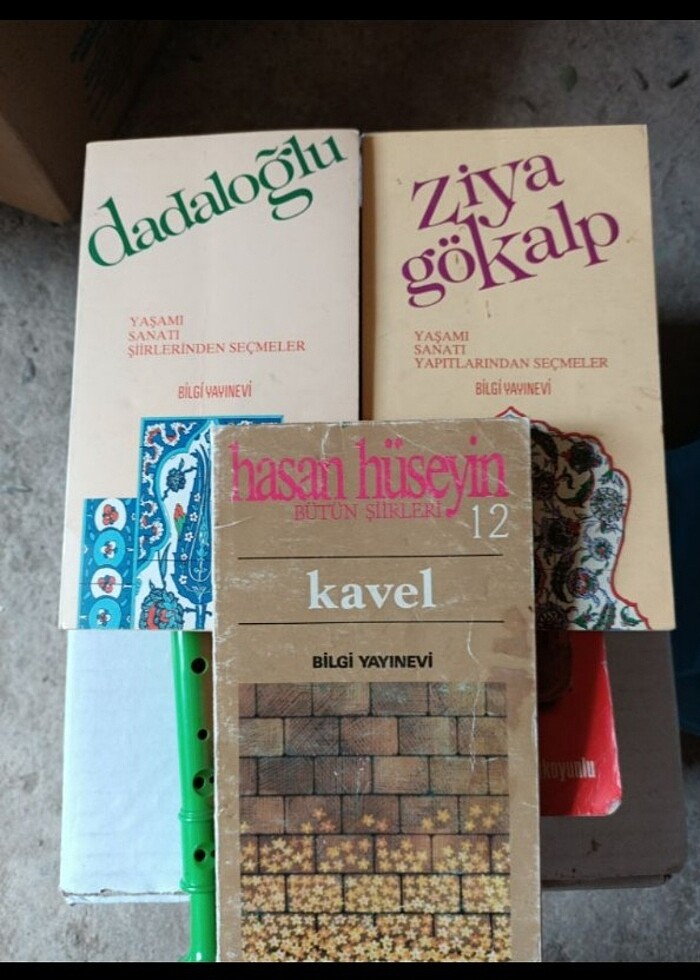 dadaloğlu
YAŞAMI
SANATI
ŞİİRLERİNDEN SEÇMELER
BİLGİ YAYINEVİ
ziya
gökalp
YAŞAMI
SANATI
YAPITLARINDAN SEÇMELER
BİLGİ YAYINEVİ
hasan hüseyin
BÜTÜN ŞİİRLERİ 12
kavel
BİLGİ YAYINEVİ
koyunlu